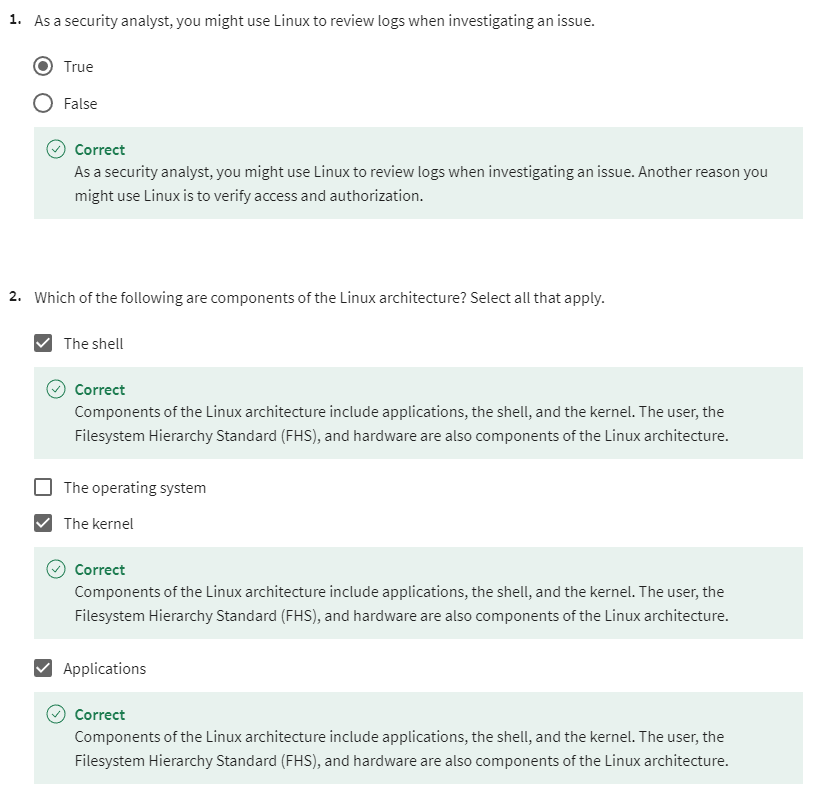 1. As a security analyst, you might use Linux to review logs when investigating an issue.
True
False
Correct
As a security analyst, you might use Linux to review logs when investigating an issue. Another reason you
might use Linux is to verify access and authorization.
2. Which of the following are components of the Linux architecture? Select all that apply.
The shell
Correct
Components of the Linux architecture include applications, the shell, and the kernel. The user, the
Filesystem Hierarchy Standard (FHS), and hardware are also components of the Linux architecture.
The operating system
The kernel
Correct
Components of the Linux architecture include applications, the shell, and the kernel. The user, the
Filesystem Hierarchy Standard (FHS), and hardware are also components of the Linux architecture.
Applications
Correct
Components of the Linux architecture include applications, the shell, and the kernel. The user, the
Filesystem Hierarchy Standard (FHS), and hardware are also components of the Linux architecture.